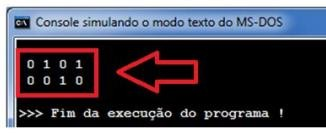 Console simulando o modo texto do MS-DOS
0 1 0 1
0 0 1 0
>>> Fim da execução do programa !